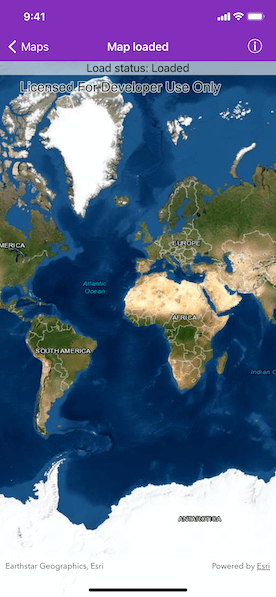 9:41
Maps
Map loaded
Load status: Loaded
Licensed For Developer Use Only
AMERICA
EUROPE
Atlantic
Ocean
AFRICA
SOUTH AMERICA
Indian O
ANTARCTICA
Earthstar Geographics, Esri
Powered by Esri